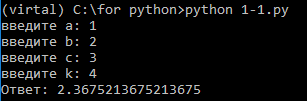 (virtal) C:\for python>python 1-1.py
введите a: 1
введите b: 2
введите c: 3
введите k: 4
Ответ: 2.3675213675213675